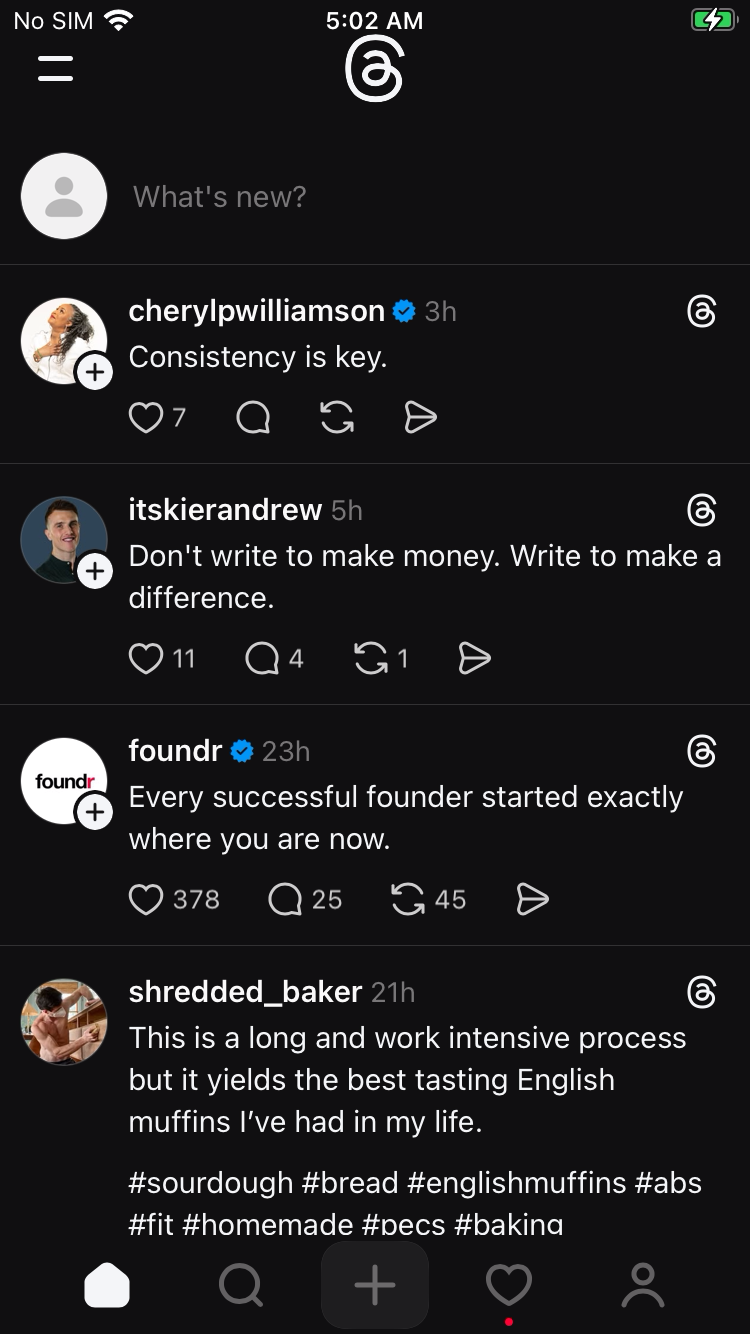 No SIM 5:02 AM
What's new?
cherylpwilliamson 3h
Consistency is key.
7
itskierandrew 5h
Don't write to make money. Write to make a
difference.
11 4 1
foundr
foundr 23h
Every successful founder started exactly
where you are now.
378 25 45
shredded_baker 21h
This is a long and work intensive process
but it yields the best tasting English
muffins I’ve had in my life.
#sourdough #bread #englishmuffins #abs
#fit #homemade #pecs #baking